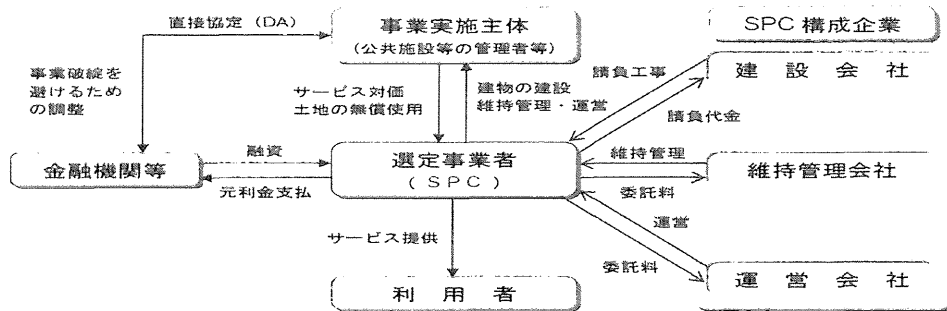 直接協定（DA）
事業実施主体
（公共施設等の管理者等）
SPC構成企業
事業破綻を
避けるため
の調整
サービス対価
土地の無償使用
建物の建設
維持管理・運営
請負工事
建設会社
請負代金
金融機関等
融資
元利金支払
選定事業者
（SPC）
維持管理
委託料
維持管理会社
サービス提供
運営
委託料
運営会社
利用者